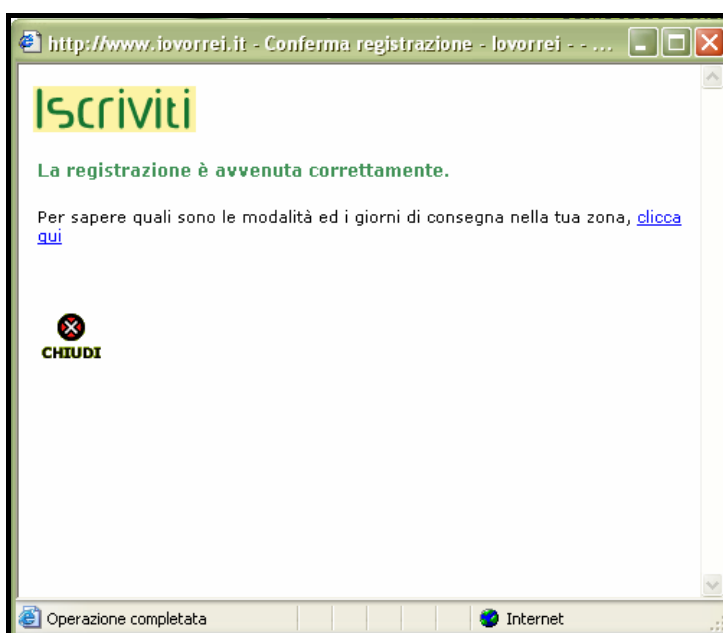 http://www.iovorrei.it - Conferma registrazione - Iovorrei - - ...
Iscriviti
La registrazione è avvenuta correttamente.
Per sapere quali sono le modalità ed i giorni di consegna nella tua zona, clicca
qui
CHIUDI
Operazione completata
Internet